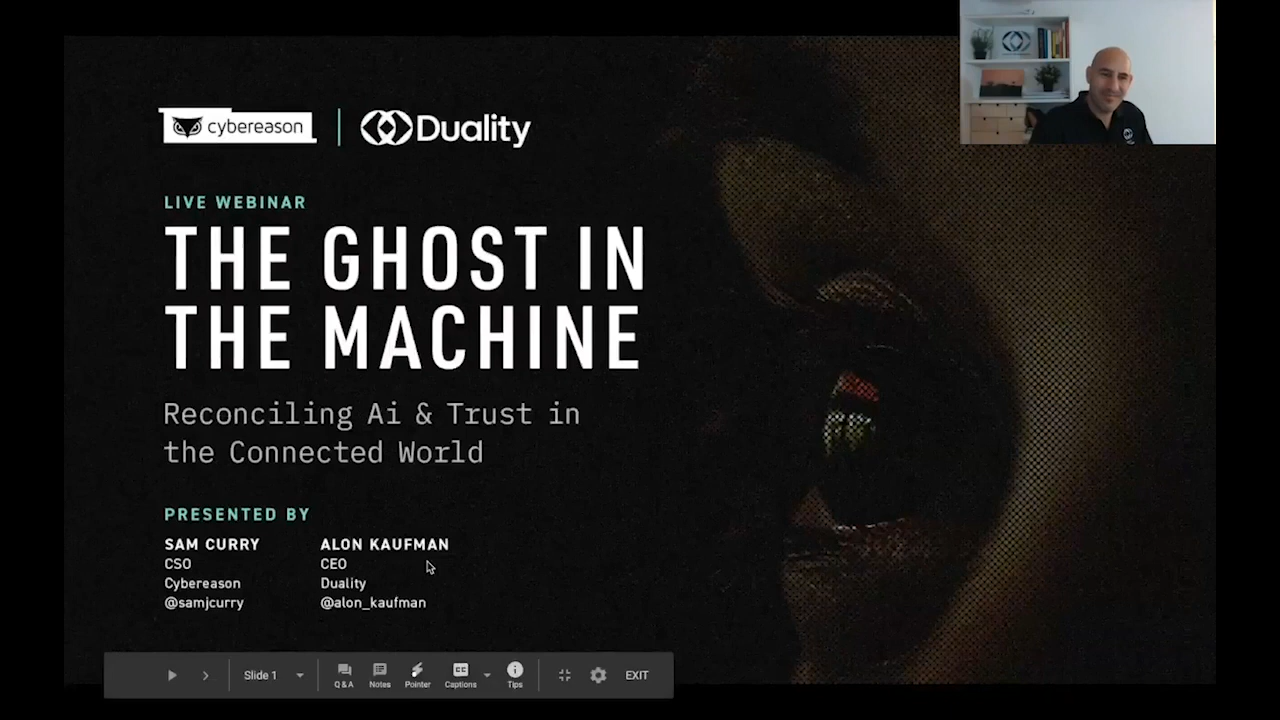 cybereason
Duality
LIVE WEBINAR
THE GHOST IN
THE MACHINE
Reconciling Ai & Trust in
the Connected World
PRESENTED BY
SAM CURRY
CSO
Cybereason
@samjcurry
ALON KAUFMAN
CEO
Duality
@alon_kaufman
Slide 1
Q&A
Notes
Pointer
Captions
Tips
EXIT